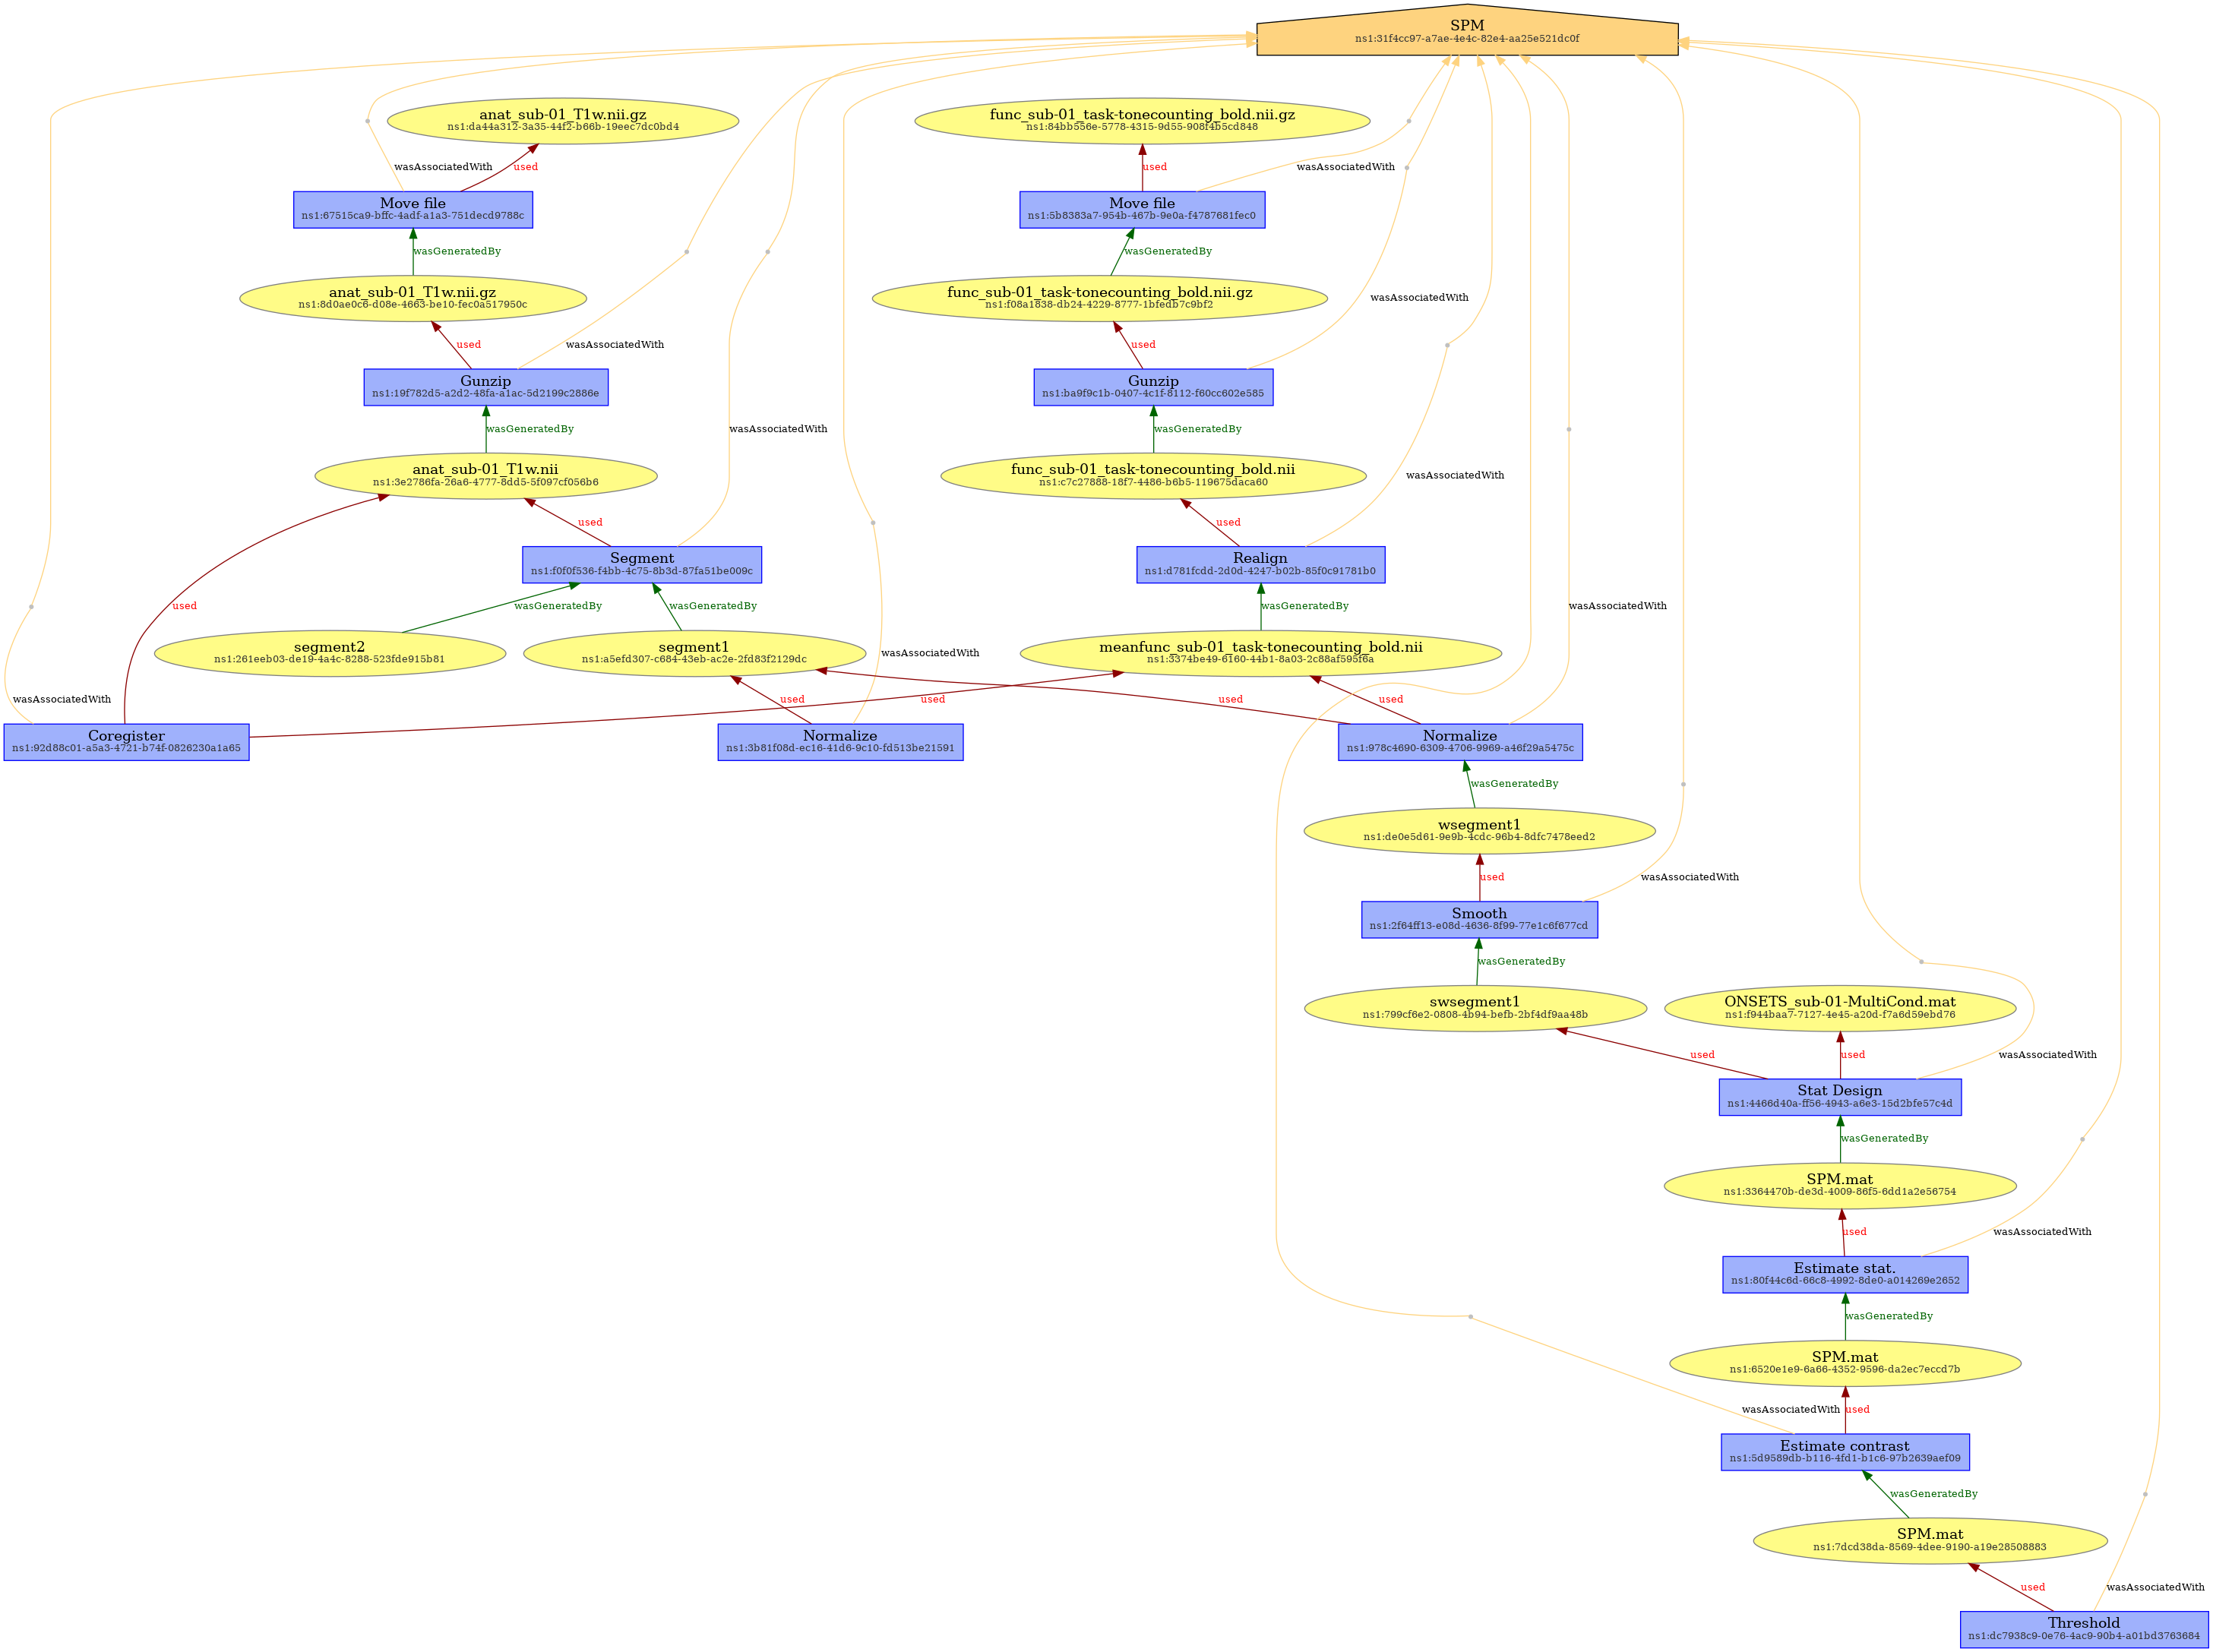 SPM
ns1:31f4cc97-a7ae-4e4c-82e4-aa25e521dc0f
anat_sub-01_T1w.nii.gz
ns1:da44a312-3a35-44f2-b66b-19eec7dc0bd4
func_sub-01_task-tonecounting_bold.nii.gz
ns1:84bb556e-5778-4315-9d55-908f4b5cd848
wasAssociatedWith
used
used
wasAssociatedWith
Move file
ns1:67515ca9-bffc-4adf-a1a3-751decd9788c
Move file
ns1:5b8383a7-954b-467b-9e0a-f4787681fec0
wasGeneratedBy
wasGeneratedBy
anat_sub-01_T1w.nii.gz
ns1:8d0ae0c6-d08e-4663-be10-fec0a517950c
func_sub-01_task-tonecounting_bold.nii.gz
ns1:f08a1838-db24-4229-8777-1bfedb7c9bf2
wasAssociatedWith
used
wasAssociatedWith
used
Gunzip
ns1:19f782d5-a2d2-48fa-a1ac-5d2199c2886e
Gunzip
ns1:ba9f9c1b-0407-4c1f-8112-f60cc602e585
wasGeneratedBy
wasAssociatedWith
wasGeneratedBy
anat_sub-01_T1w.nii
ns1:3e2786fa-26a6-4777-8dd5-5f097cf056b6
func_sub-01_task-tonecounting_bold.nii
ns1:c7c27888-18f7-4486-b6b5-119675daca60
wasAssociatedWith
used
used
Segment
ns1:f0f0f536-f4bb-4c75-8b3d-87fa51be009c
Realign
ns1:d781fcdd-2d0d-4247-b02b-85f0c91781b0
used
wasGeneratedBy
wasGeneratedBy
wasGeneratedBy
wasAssociatedWith
segment2
ns1:261eeb03-de19-4a4c-8288-523fde915b81
segment1
ns1:a5efd307-c684-43eb-ac2e-2fd83f2129dc
meanfunc_sub-01_task-tonecounting_bold.nii
ns1:3374be49-6160-44b1-8a03-2c88af595f6a
wasAssociatedWith
wasAssociatedWith
used
used
used
used
Coregister
ns1:92d88c01-a5a3-4721-b74f-0826230a1a65
Normalize
ns1:3b81f08d-ec16-41d6-9c10-fd513be21591
Normalize
ns1:978c4690-6309-4706-9969-a46f29a5475c
wasGeneratedBy
wsegment1
ns1:de0e5d61-9e9b-4cdc-96b4-8dfc7478eed2
used
wasAssociatedWith
Smooth
ns1:2f64ff13-e08d-4636-8f99-77e1c6f677cd
wasGeneratedBy
swsegment1
ns1:799cf6e2-0808-4b94-befb-2bf4df9aa48b
ONSETS_sub-01-MultiCond.mat
ns1:f944baa7-7127-4e45-a20d-f7a6d59ebd76
used
used
wasAssociatedWith
Stat Design
ns1:4466d40a-ff56-4943-a6e3-15d2bfe57c4d
wasGeneratedBy
SPM.mat
ns1:3364470b-de3d-4009-86f5-6dd1a2e56754
used
wasAssociatedWith
Estimate stat.
ns1:80f44c6d-66c8-4992-8de0-a014269e2652
wasGeneratedBy
SPM.mat
ns1:6520e1e9-6a66-4352-9596-da2ec7eccd7b
wasAssociatedWith
used
Estimate contrast
ns1:5d9589db-b116-4fd1-b1c6-97b2639aef09
wasGeneratedBy
SPM.mat
ns1:7dcd38da-8569-4dee-9190-a19e28508883
used
wasAssociatedWith
Threshold
ns1:dc7938c9-0e76-4ac9-90b4-a01bd3763684